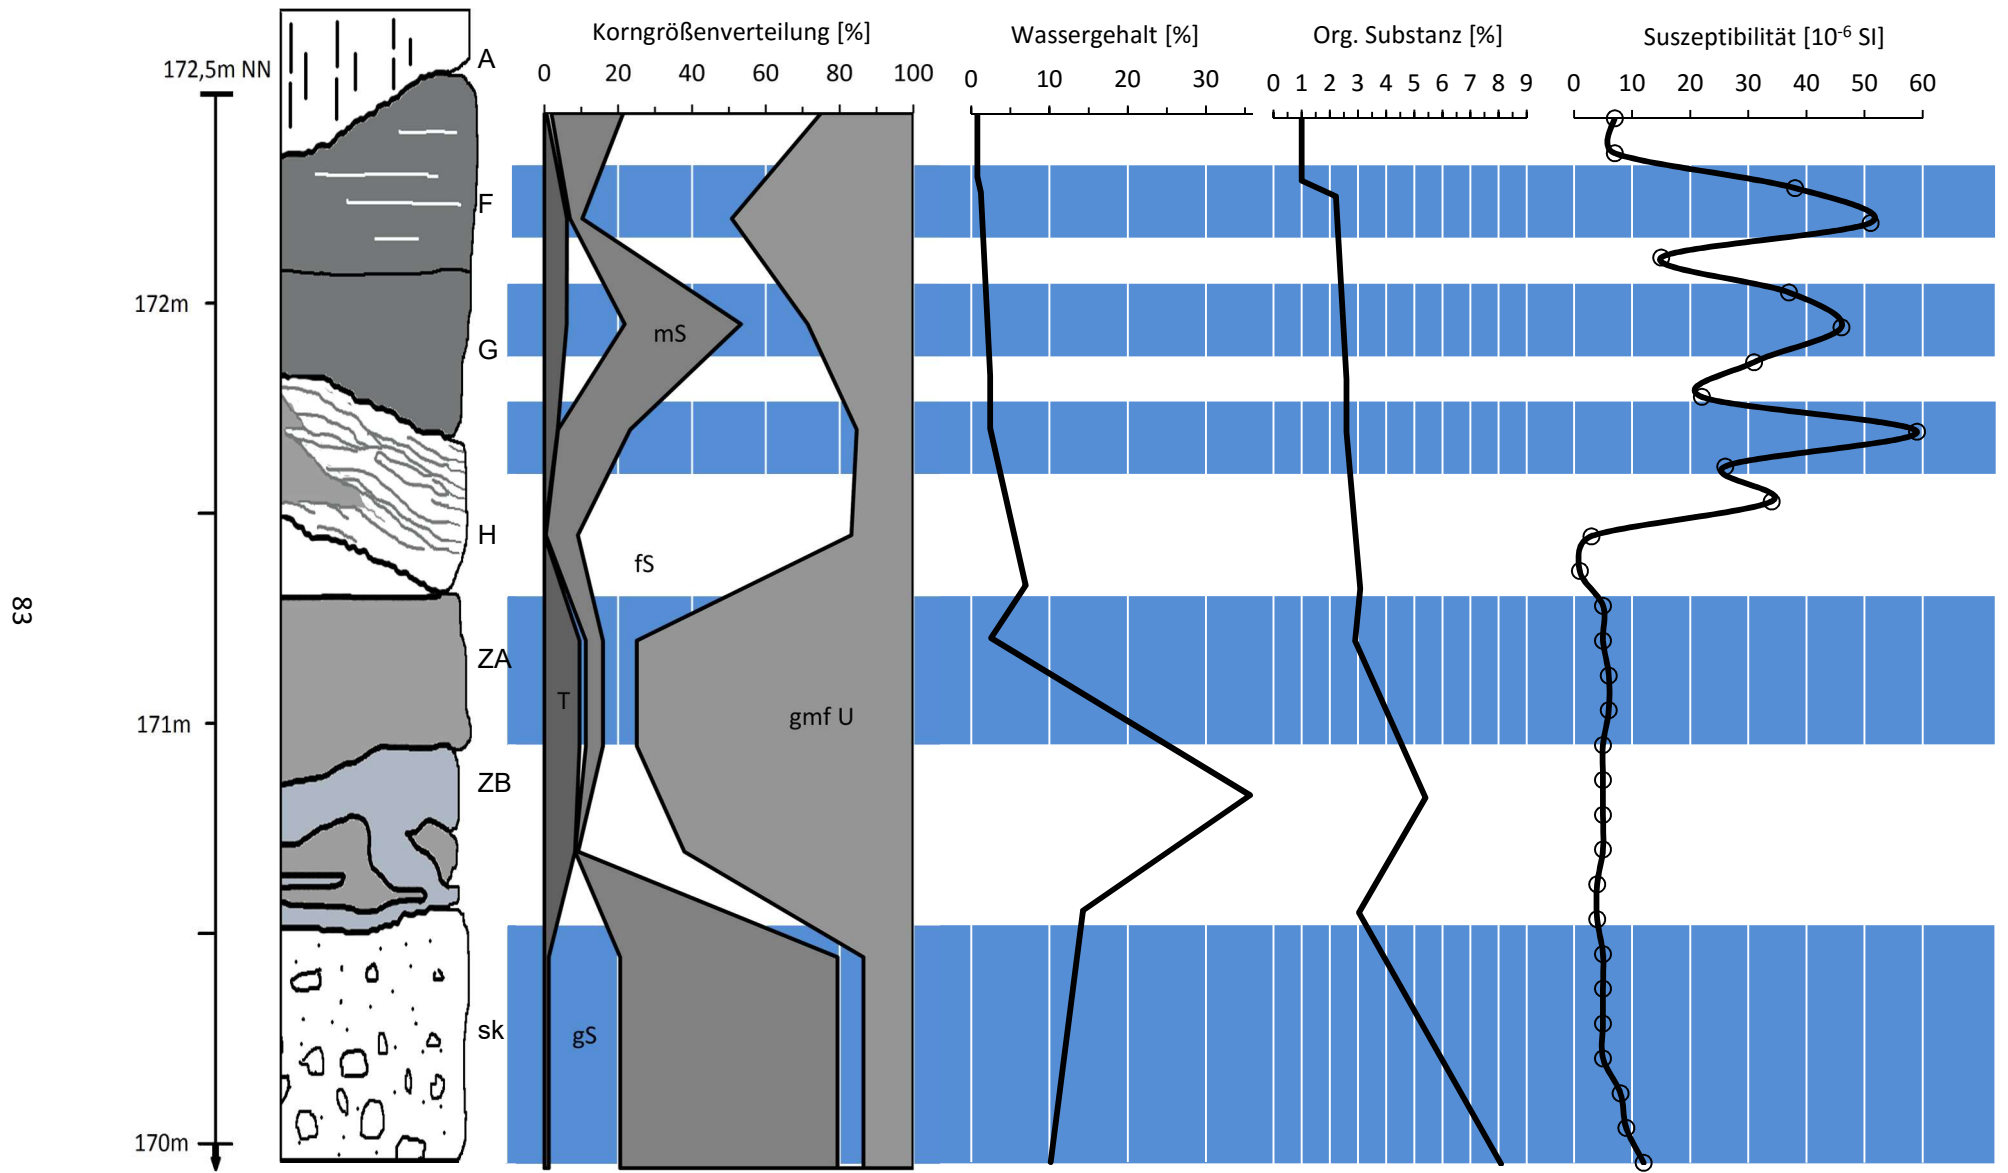 Korngrößenverteilung [%]
Wassergehalt [%]
Org. Substanz [%]
Suszeptibilität [10⁻⁶ SI]
0 20 40 60 80 100
0 10 20 30
0 1 2 3 4 5 6 7 8 9
0 10 20 30 40 50 60
172,5m NN
172m
171m
170m
A
F
G
H
ZA
ZB
sk
mS
fS
T
gmf U
gS
83